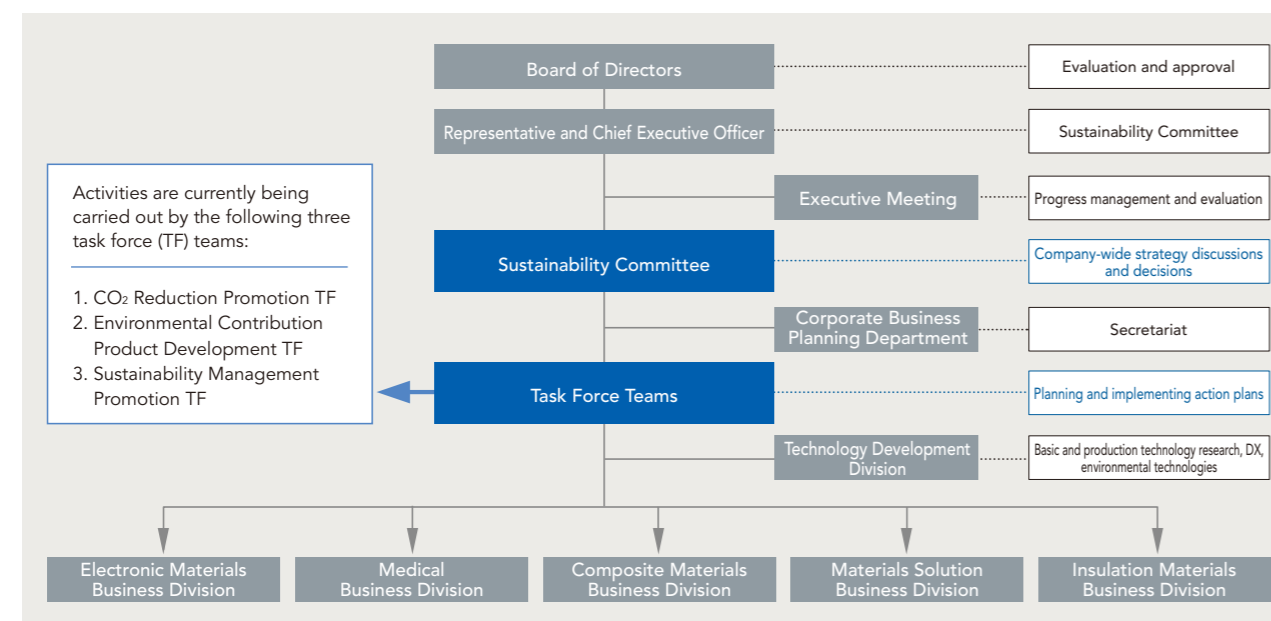 Board of Directors
Evaluation and approval
Representative and Chief Executive Officer
Sustainability Committee
Executive Meeting
Progress management and evaluation
Activities are currently being
carried out by the following three
task force (TF) teams:
1. CO₂ Reduction Promotion TF
2. Environmental Contribution
Product Development TF
3. Sustainability Management
Promotion TF
Sustainability Committee
Company-wide strategy discussions
and decisions
Corporate Business
Planning Department
Secretariat
Task Force Teams
Planning and implementing action plans
Technology Development
Division
Basic and production technology research, DX,
environmental technologies
Electronic Materials
Business Division
Medical
Business Division
Composite Materials
Business Division
Materials Solution
Business Division
Insulation Materials
Business Division